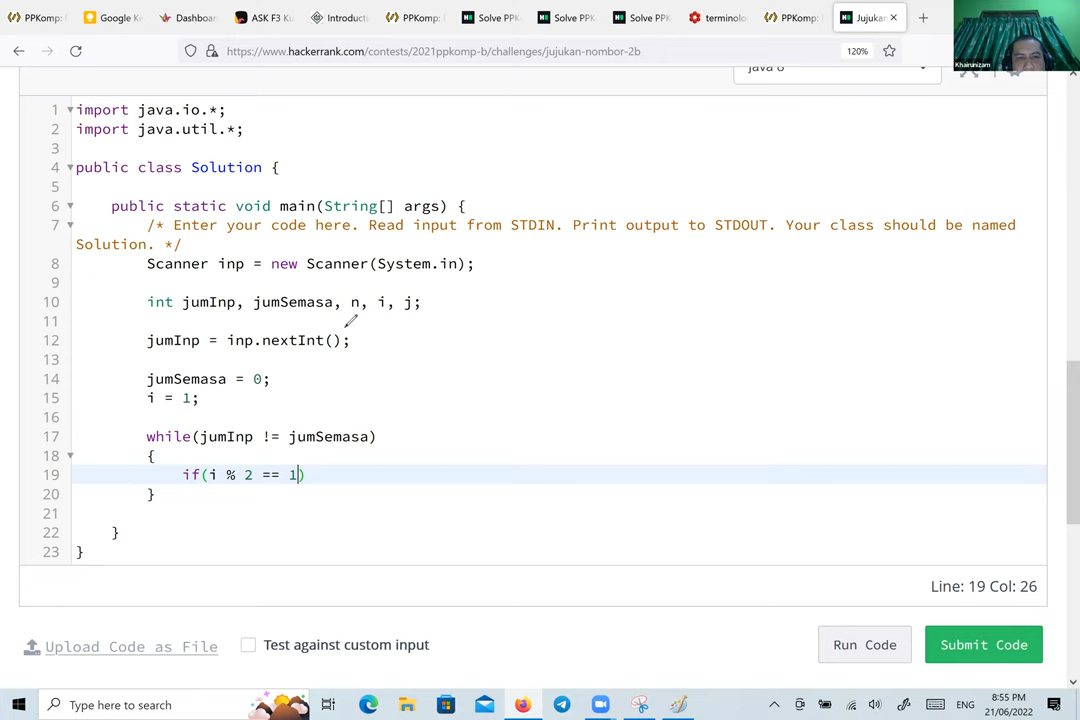 PPKomp:
Google K
Dashboar
ASK F3 Ku
Introducti
PPKomp:
Solve PPK
Solve PPK
Solve PPK
terminolo
PPKomp:
Jujukan
https://www.hackerrank.com/contests/2021ppkomp-b/challenges/jujukan-nombor-2b
120%
Khairunizam
Java 8
1 import java.io.*;
2 import java.util.*;
3
4 public class Solution {
5
6 public static void main(String[] args) {
7 /* Enter your code here. Read input from STDIN. Print output to STDOUT. Your class should be named
Solution. */
8 Scanner inp = new Scanner(System.in);
9
10 int jumInp, jumSemasa, n, i, j;
11
12 jumInp = inp.nextInt();
13
14 jumSemasa = 0;
15 i = 1;
16
17 while(jumInp != jumSemasa)
18 {
19 if(i % 2 == 1)
20 }
21
22 }
23 }
Line: 19 Col: 26
Upload Code as File
Test against custom input
Run Code
Submit Code
Type here to search
ENG
8:55 PM
21/06/2022